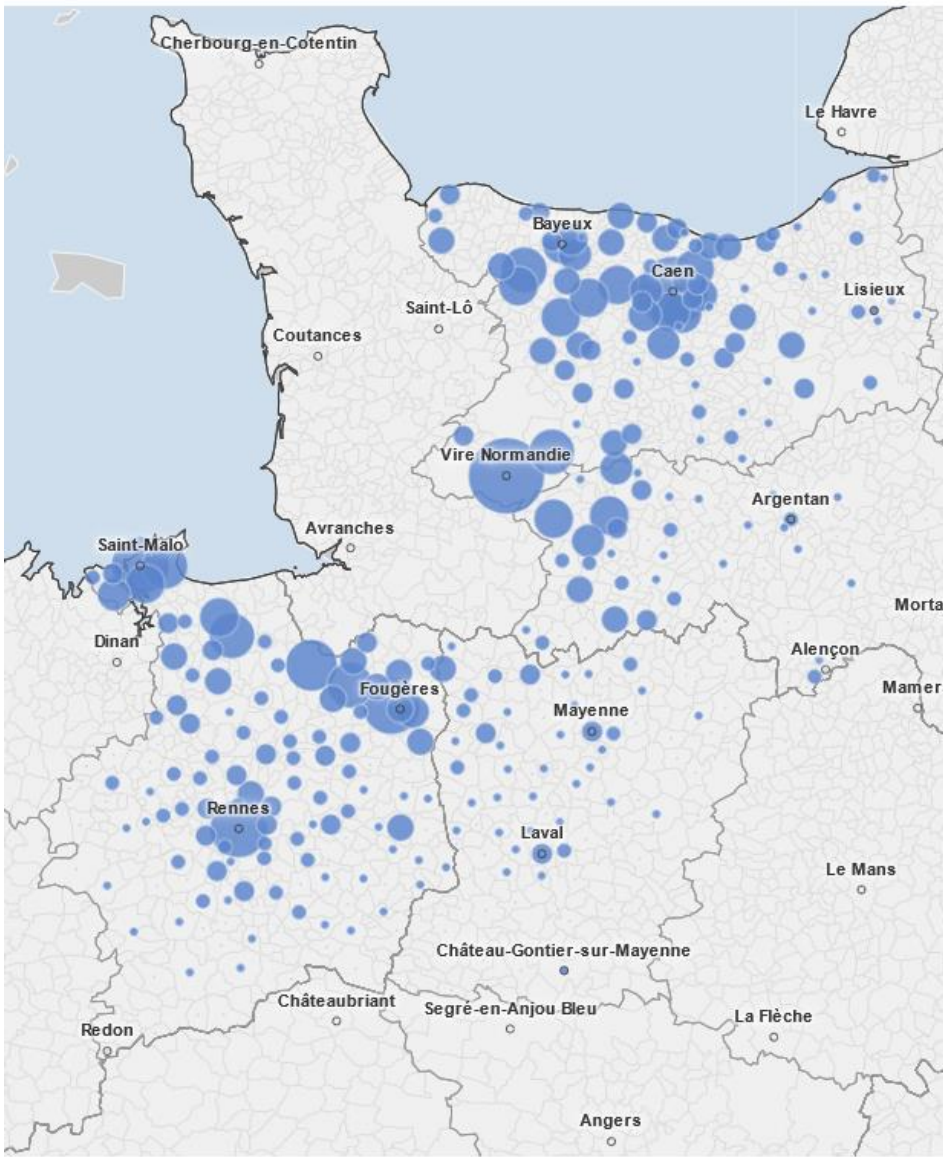 Cherbourg-en-Cotentin
Le Havre
Bayeux
Caen
Lisieux
Saint-Lô
Coutances
Vire Normandie
Argentan
Avranches
Saint-Malo
Morta
Dinan
Alençon
Mamer
Fougères
Mayenne
Rennes
Laval
Le Mans
Château-Gontier-sur-Mayenne
Châteaubriant
Segré-en-Anjou Bleu
La Flèche
Redon
Angers